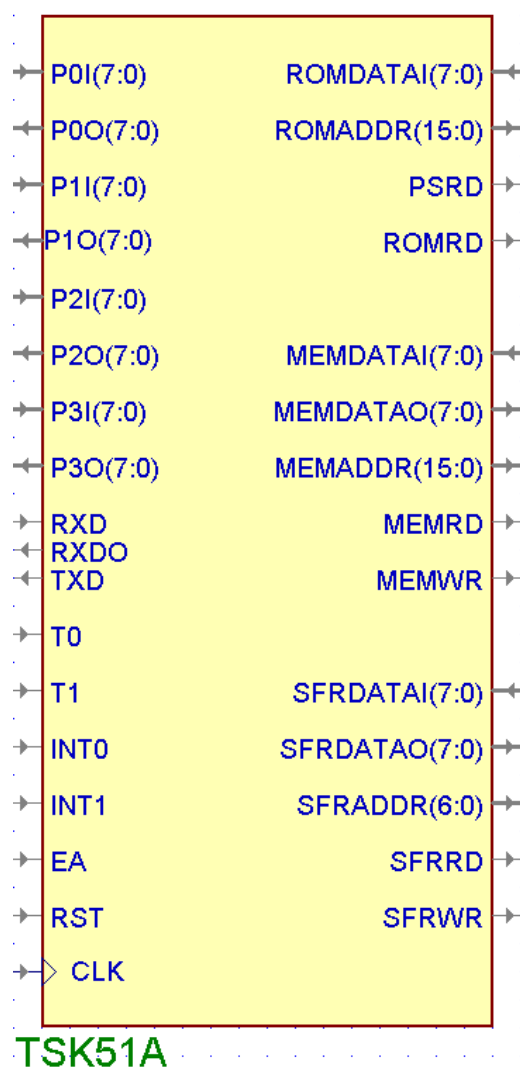 P0I(7:0) ROMDATAI(7:0)
P0O(7:0) ROMADDR(15:0)
P1I(7:0) PSRD
P1O(7:0) ROMRD
P2I(7:0)
P2O(7:0) MEMDATAI(7:0)
P3I(7:0) MEMDATAO(7:0)
P3O(7:0) MEMADDR(15:0)
RXD MEMRD
RXDO
TXD MEMWR
T0
T1 SFRDATAI(7:0)
INT0 SFRDATAO(7:0)
INT1 SFRADDR(6:0)
EA SFRRD
RST SFRWR
CLK
TSK51A